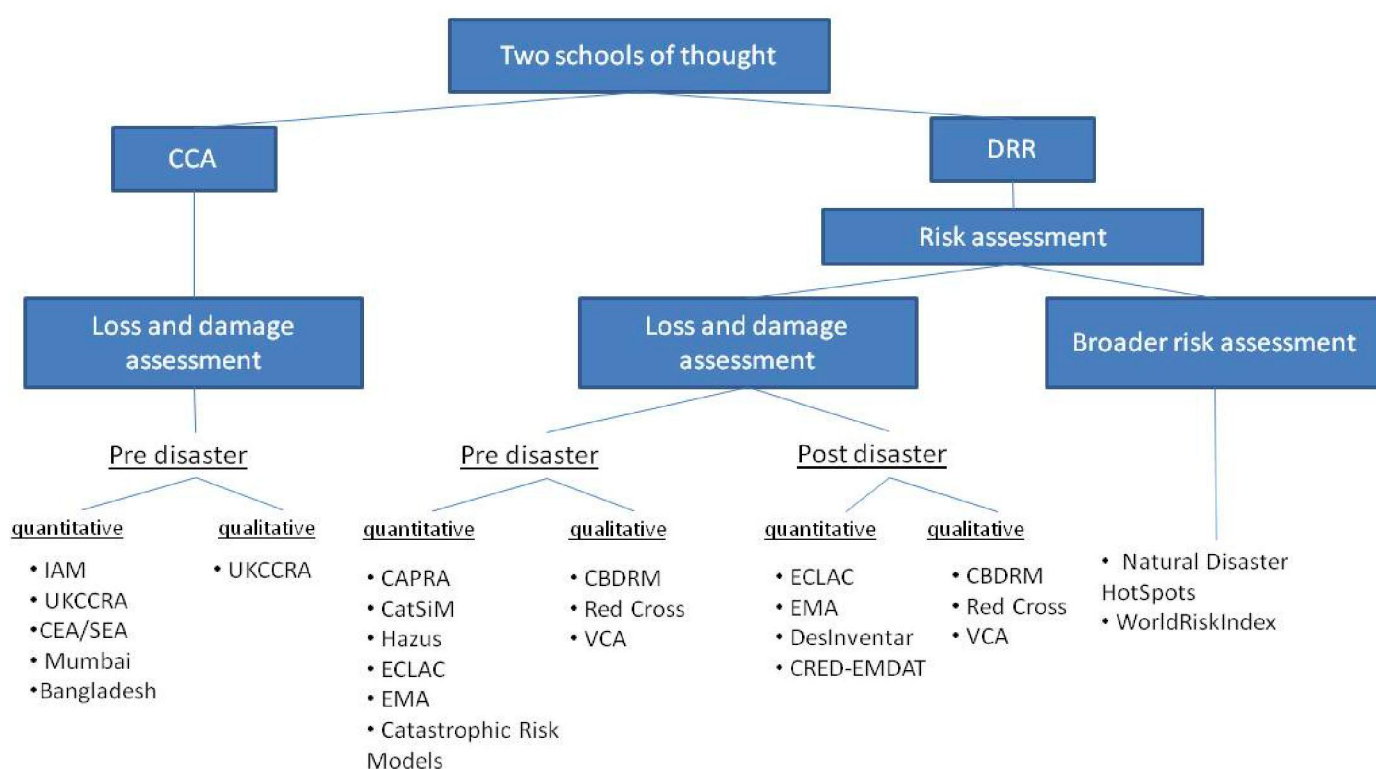 Two schools of thought
CCA
DRR
Risk assessment
Loss and damage
assessment
Loss and damage
assessment
Broader risk assessment
Pre disaster
Pre disaster
Post disaster
quantitative
qualitative
quantitative
qualitative
quantitative
qualitative
• IAM
• UKCCRA
•CEA/SEA
• Mumbai
•Bangladesh
• UKCCRA
• CAPRA
• CatSiM
• Hazus
• ECLAC
• EMA
• Catastrophic Risk
Models
• CBDRM
• Red Cross
• VCA
• ECLAC
• EMA
• DesInventar
• CRED-EMDAT
• CBDRM
• Red Cross
• VCA
• Natural Disaster
HotSpots
• WorldRiskIndex